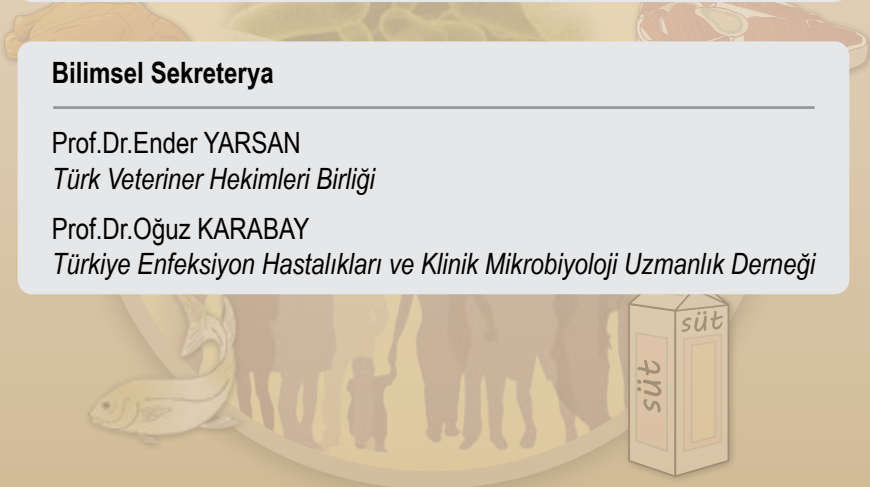 Bilimsel Sekreterya
Prof.Dr.Ender YARSAN
Türk Veteriner Hekimleri Birliği
Prof.Dr.Oğuz KARABAY
Türkiye Enfeksiyon Hastalıkları ve Klinik Mikrobiyoloji Uzmanlık Derneği
süt
süt